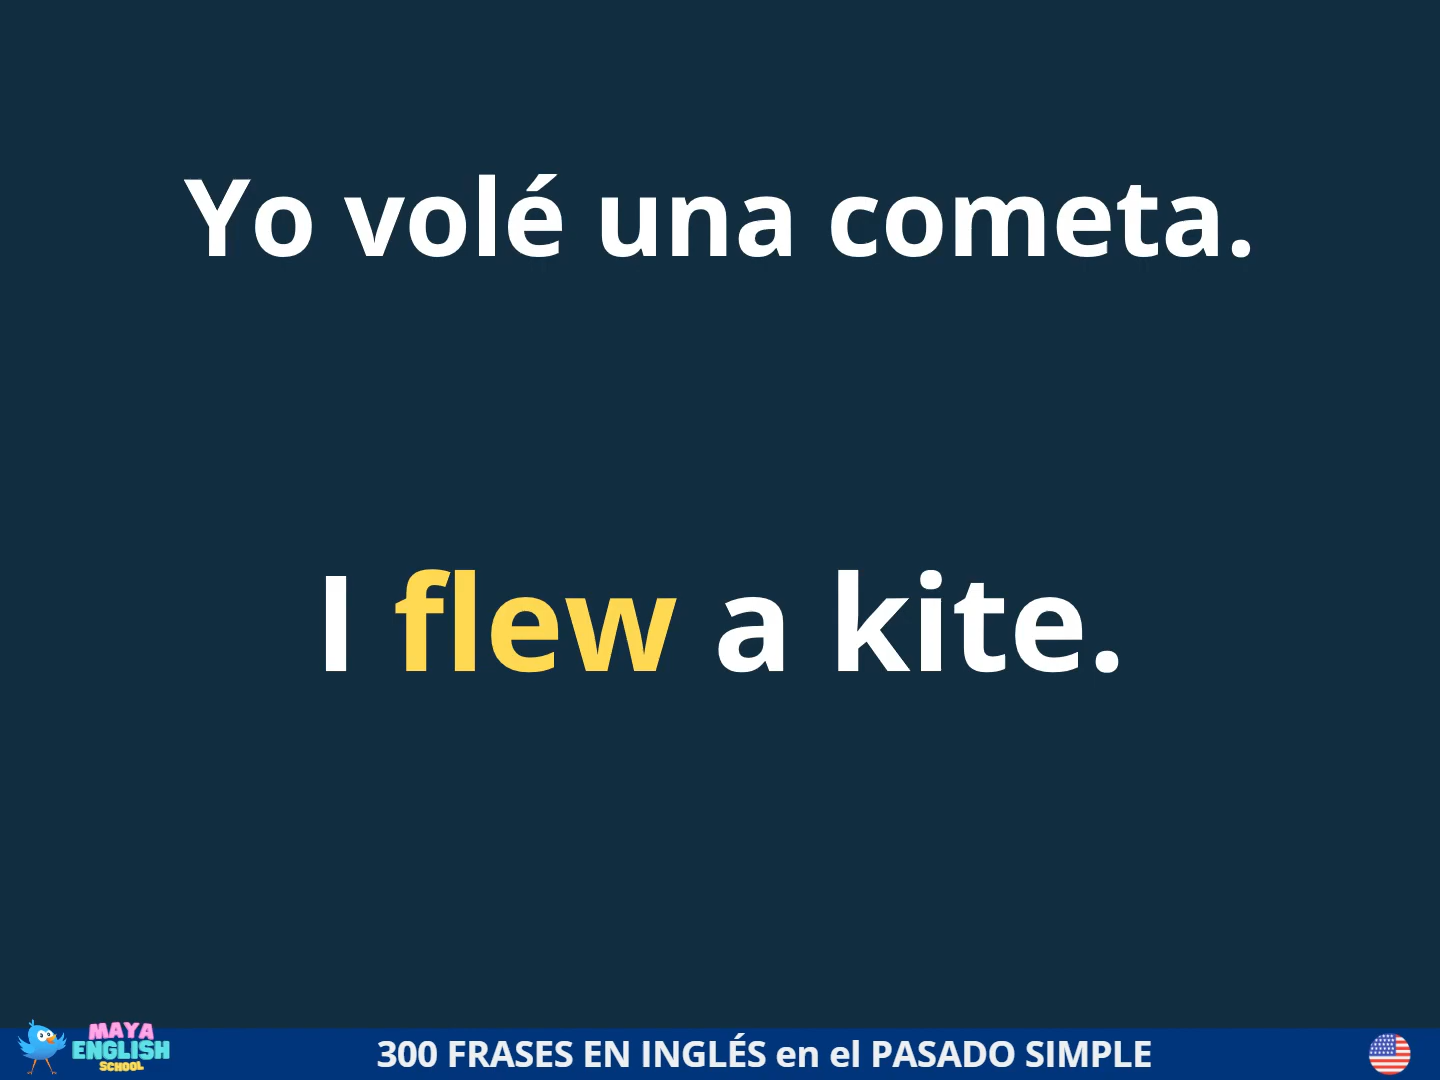 Yo volé una cometa.
I flew a kite.
MAYA
ENGLISH
SCHOOL
300 FRASES EN INGLÉS en el PASADO SIMPLE